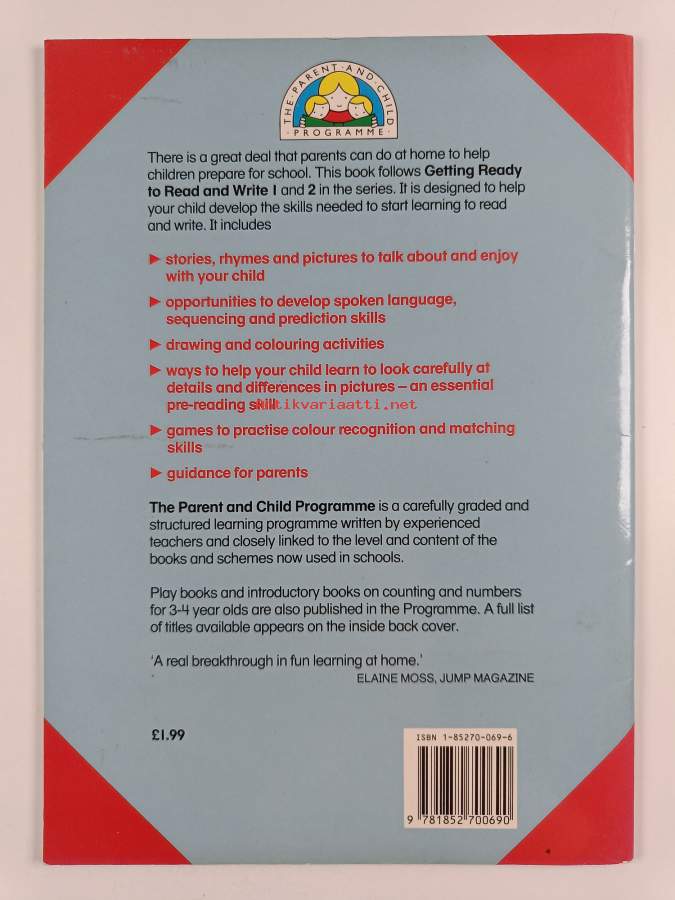 THE·PARENT·AND·CHILD
·PROGRAMME·
There is a great deal that parents can do at home to help
children prepare for school. This book follows Getting Ready
to Read and Write 1 and 2 in the series. It is designed to help
your child develop the skills needed to start learning to read
and write. It includes
► stories, rhymes and pictures to talk about and enjoy
with your child
► opportunities to develop spoken language,
sequencing and prediction skills
► drawing and colouring activities
► ways to help your child learn to look carefully at
details and differences in pictures – an essential
pre-reading skill
antikvariaatti.net
► games to practise colour recognition and matching
skills
► guidance for parents
The Parent and Child Programme is a carefully graded and
structured learning programme written by experienced
teachers and closely linked to the level and content of the
books and schemes now used in schools.
Play books and introductory books on counting and numbers
for 3-4 year olds are also published in the Programme. A full list
of titles available appears on the inside back cover.
'A real breakthrough in fun learning at home.'
ELAINE MOSS, JUMP MAGAZINE
£1.99
ISBN 1-85270-069-6
9 781852 700690